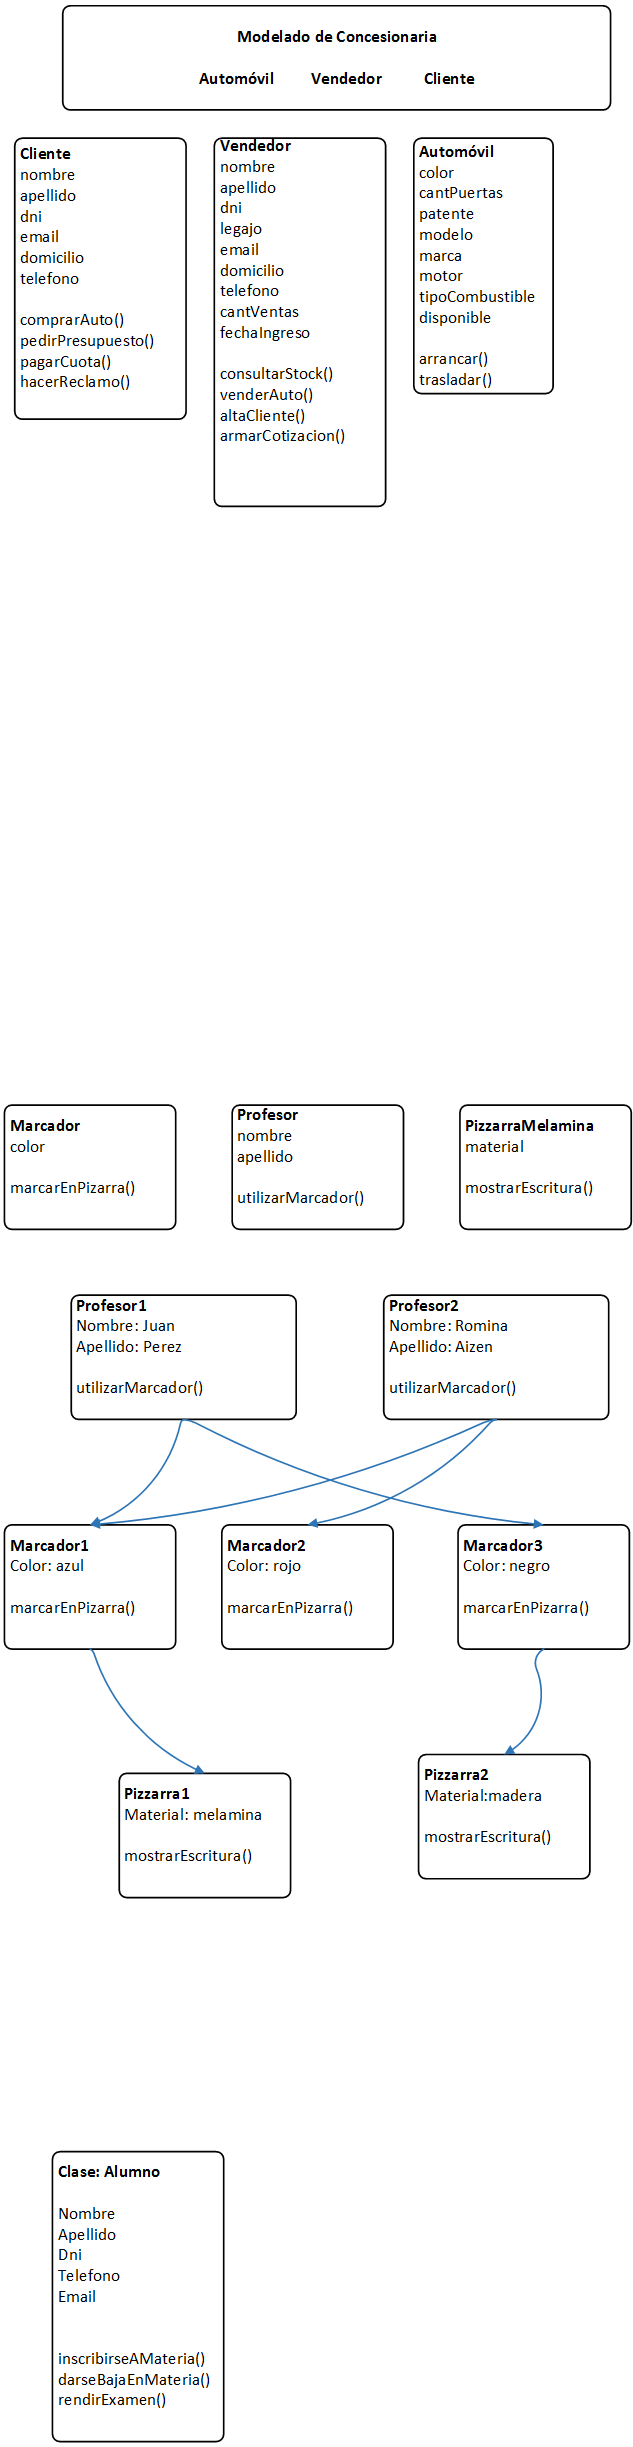 Modelado de Concesionaria
Automóvil Vendedor Cliente
Cliente
nombre
apellido
dni
email
domicilio
telefono
comprarAuto()
pedirPresupuesto()
pagarCuota()
hacerReclamo()
Vendedor
nombre
apellido
dni
legajo
email
domicilio
telefono
cantVentas
fechaIngreso
consultarStock()
venderAuto()
altaCliente()
armarCotizacion()
Automóvil
color
cantPuertas
patente
modelo
marca
motor
tipoCombustible
disponible
arrancar()
trasladar()
Marcador
color
marcarEnPizarra()
Profesor
nombre
apellido
utilizarMarcador()
PizzarraMelamina
material
mostrarEscritura()
Profesor1
Nombre: Juan
Apellido: Perez
utilizarMarcador()
Profesor2
Nombre: Romina
Apellido: Aizen
utilizarMarcador()
Marcador1
Color: azul
marcarEnPizarra()
Marcador2
Color: rojo
marcarEnPizarra()
Marcador3
Color: negro
marcarEnPizarra()
Pizzarra1
Material: melamina
mostrarEscritura()
Pizzarra2
Material:madera
mostrarEscritura()
Clase: Alumno
Nombre
Apellido
Dni
Telefono
Email
inscribirseAMateria()
darseBajaEnMateria()
rendirExamen()